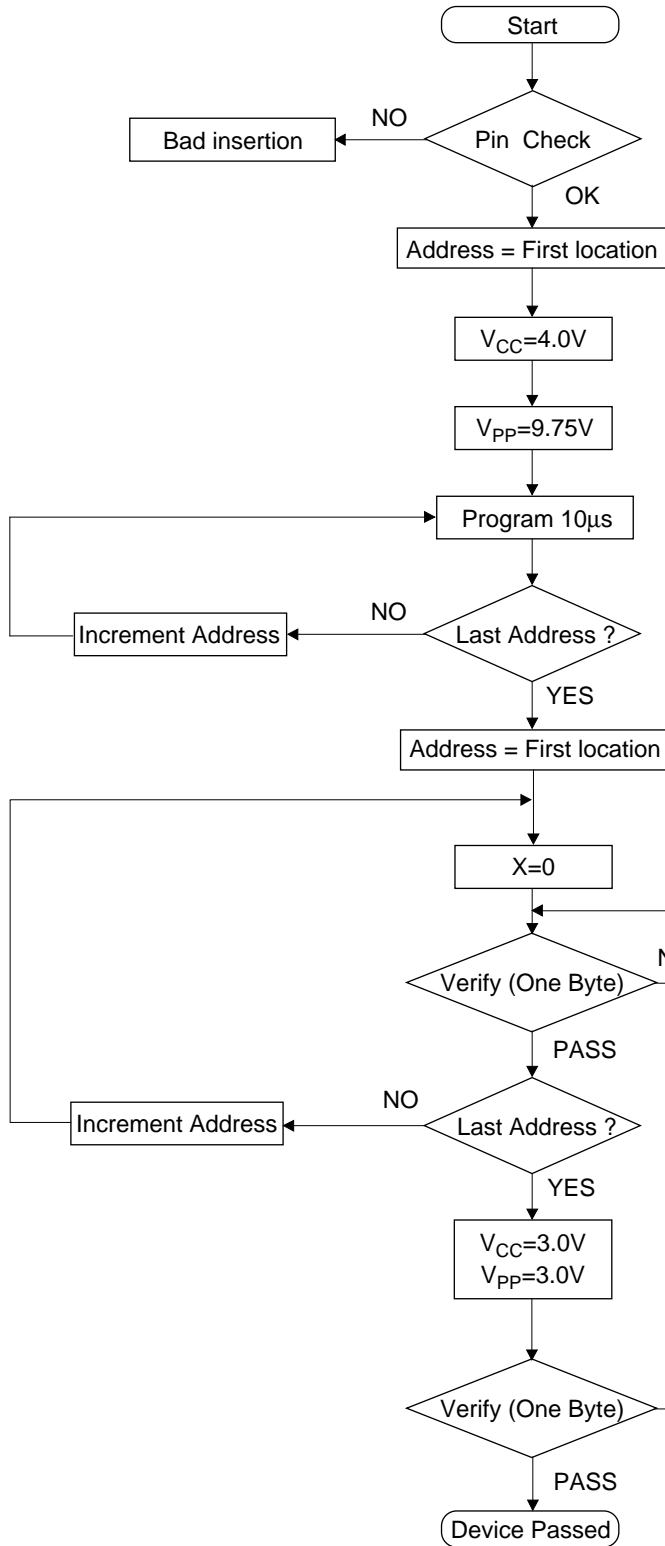 Start
NO
Bad insertion
Pin Check
OK
Address = First location
VCC=4.0V
VPP=9.75V
Program 10μs
NO
Increment Address
Last Address ?
YES
Address = First location
X=0
Verify (One Byte)
PASS
NO
Increment Address
Last Address ?
YES
VCC=3.0V
VPP=3.0V
Verify (One Byte)
PASS
Device Passed